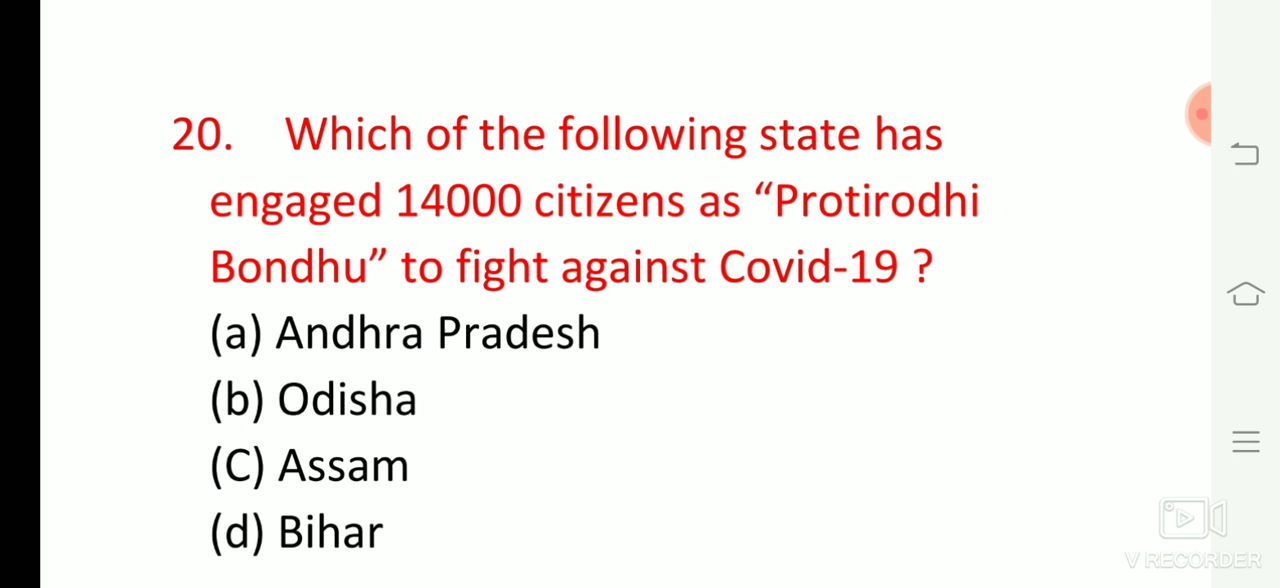 20. Which of the following state has
engaged 14000 citizens as “Protirodhi
Bondhu” to fight against Covid-19 ?
(a) Andhra Pradesh
(b) Odisha
(C) Assam
(d) Bihar
V RECORDER